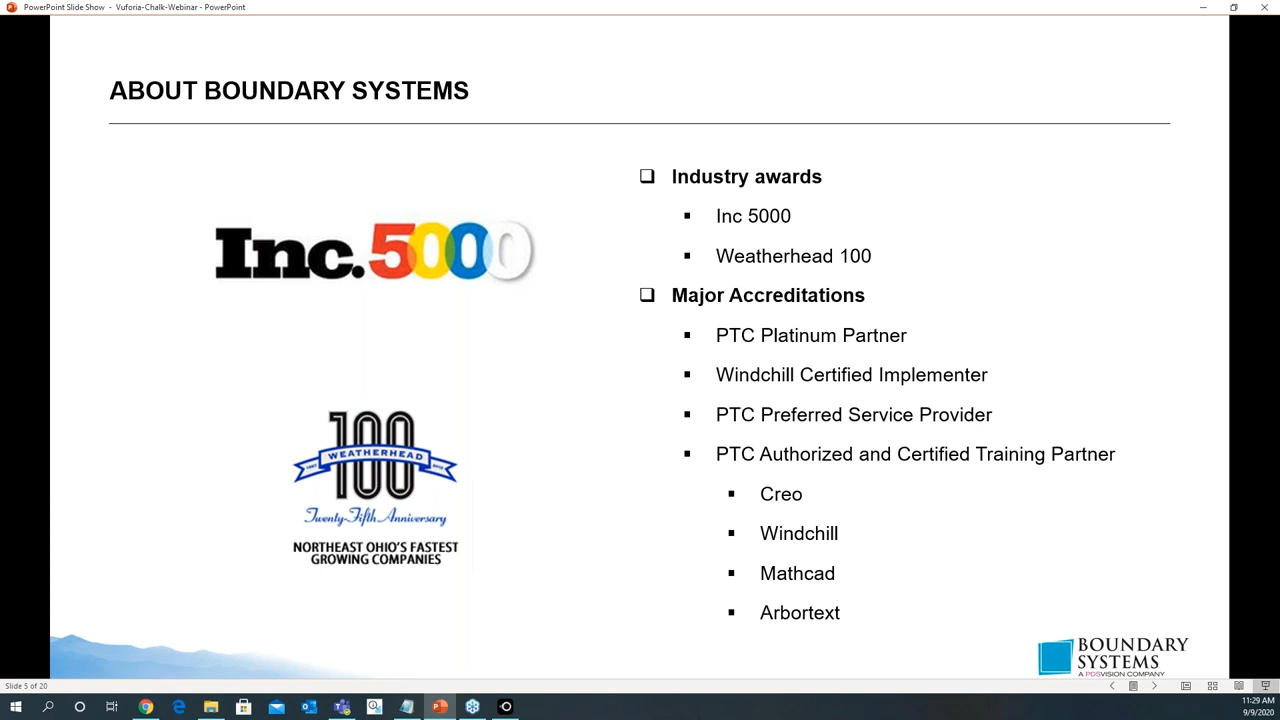 PowerPoint Slide Show - Vuforia-Chalk-Webinar - PowerPoint
ABOUT BOUNDARY SYSTEMS
Inc.5000
100
WEATHERHEAD
Twenty-Fifth Anniversary
NORTHEAST OHIO'S FASTEST
GROWING COMPANIES
Industry awards
Inc 5000
Weatherhead 100
Major Accreditations
PTC Platinum Partner
Windchill Certified Implementer
PTC Preferred Service Provider
PTC Authorized and Certified Training Partner
Creo
Windchill
Mathcad
Arbortext
BOUNDARY
SYSTEMS
A PDSVISION COMPANY
Slide 5 of 20
11:29 AM
9/9/2020